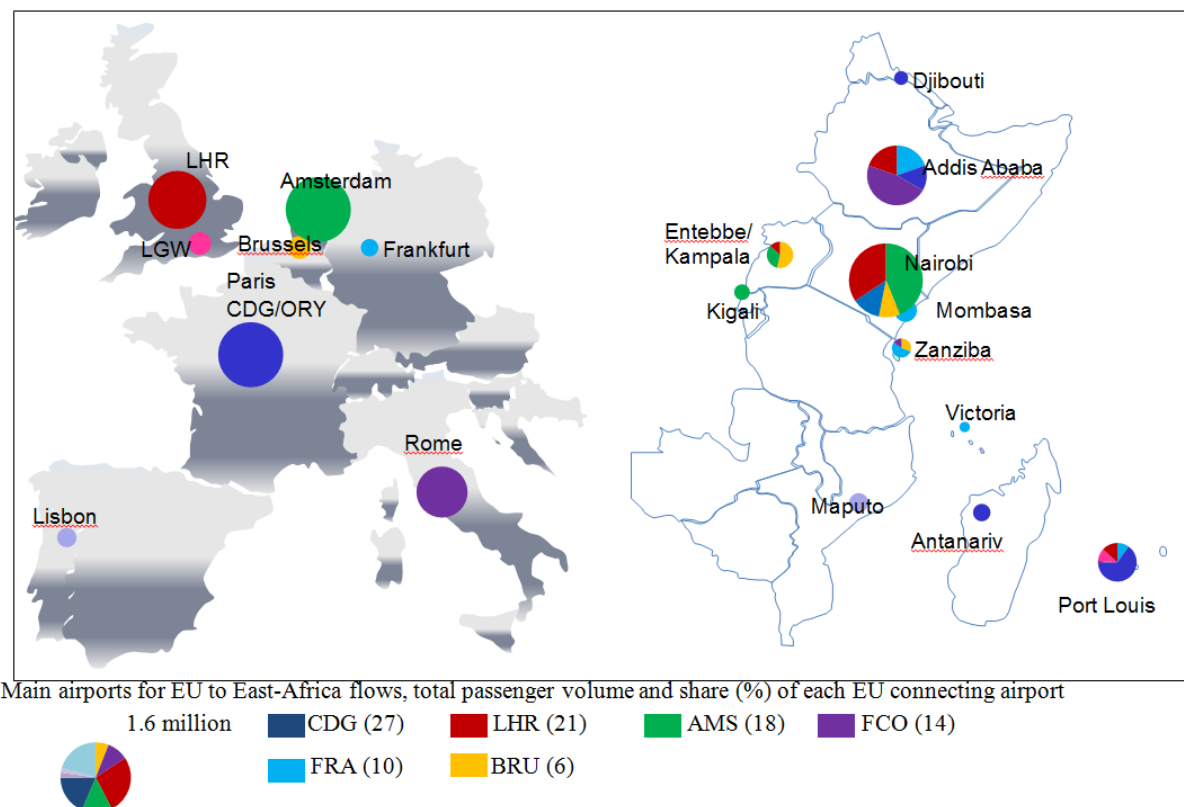 LHR
LGW
Amsterdam
Brussels
Frankfurt
Paris
CDG/ORY
Rome
Lisbon
Djibouti
Addis Ababa
Entebbe/
Kampala
Nairobi
Kigali
Mombasa
Zanziba
Victoria
Maputo
Antanariv
Port Louis
Main airports for EU to East-Africa flows, total passenger volume and share (%) of each EU connecting airport
1.6 million
CDG (27)
LHR (21)
AMS (18)
FCO (14)
FRA (10)
BRU (6)